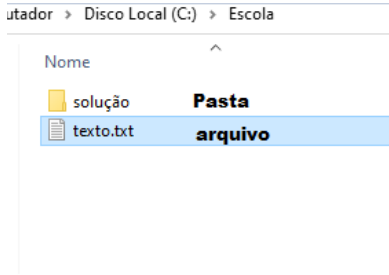 utador > Disco Local (C:) > Escola
Nome
solução Pasta
texto.txt arquivo